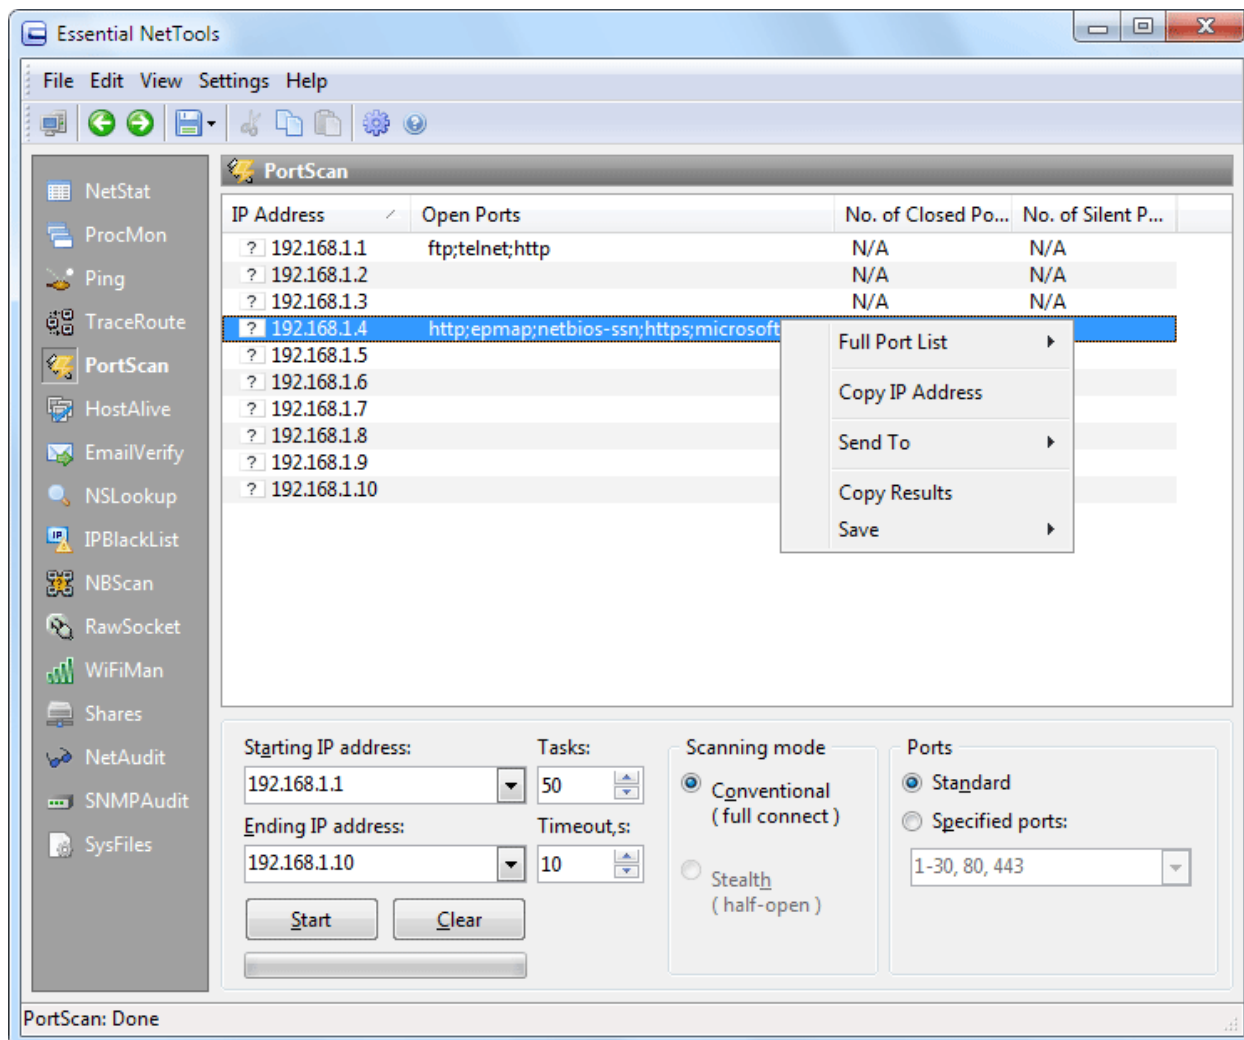 Essential NetTools
File Edit View Settings Help
PortScan
NetStat
ProcMon
Ping
TraceRoute
PortScan
HostAlive
EmailVerify
NSLookup
IPBlackList
NBScan
RawSocket
WiFiMan
Shares
NetAudit
SNMPAudit
SysFiles
IP Address Open Ports No. of Closed Po... No. of Silent P...
? 192.168.1.1 ftp;telnet;http N/A N/A
? 192.168.1.2 N/A N/A
? 192.168.1.3 N/A N/A
? 192.168.1.4 http;epmap;netbios-ssn;https;microsoft
? 192.168.1.5
? 192.168.1.6
? 192.168.1.7
? 192.168.1.8
? 192.168.1.9
? 192.168.1.10
Full Port List
Copy IP Address
Send To
Copy Results
Save
Starting IP address:
192.168.1.1
Ending IP address:
192.168.1.10
Start Clear
Tasks:
50
Timeout,s:
10
Scanning mode
Conventional
( full connect )
Stealth
( half-open )
Ports
Standard
Specified ports:
1-30, 80, 443
PortScan: Done